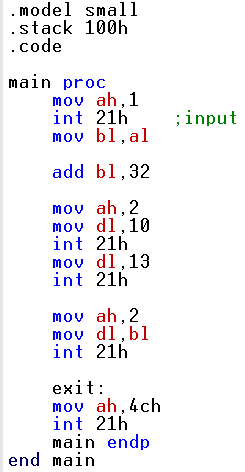 .model small
.stack 100h
.code
main proc
mov ah,1
int 21h ;input
mov bl,al
add bl,32
mov ah,2
mov dl,10
int 21h
mov dl,13
int 21h
mov ah,2
mov dl,bl
int 21h
exit:
mov ah,4ch
int 21h
main endp
end main